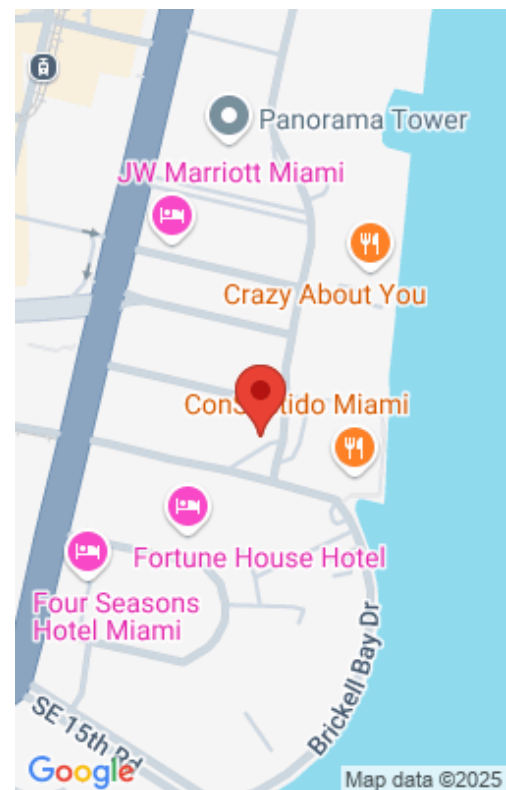 Panorama Tower
JW Marriott Miami
Crazy About You
Miami
Fortune House Hotel
Four Seasons
Hotel Miami
Brickell Bay Dr
SE 15th Rd
Google
Map data ©2025